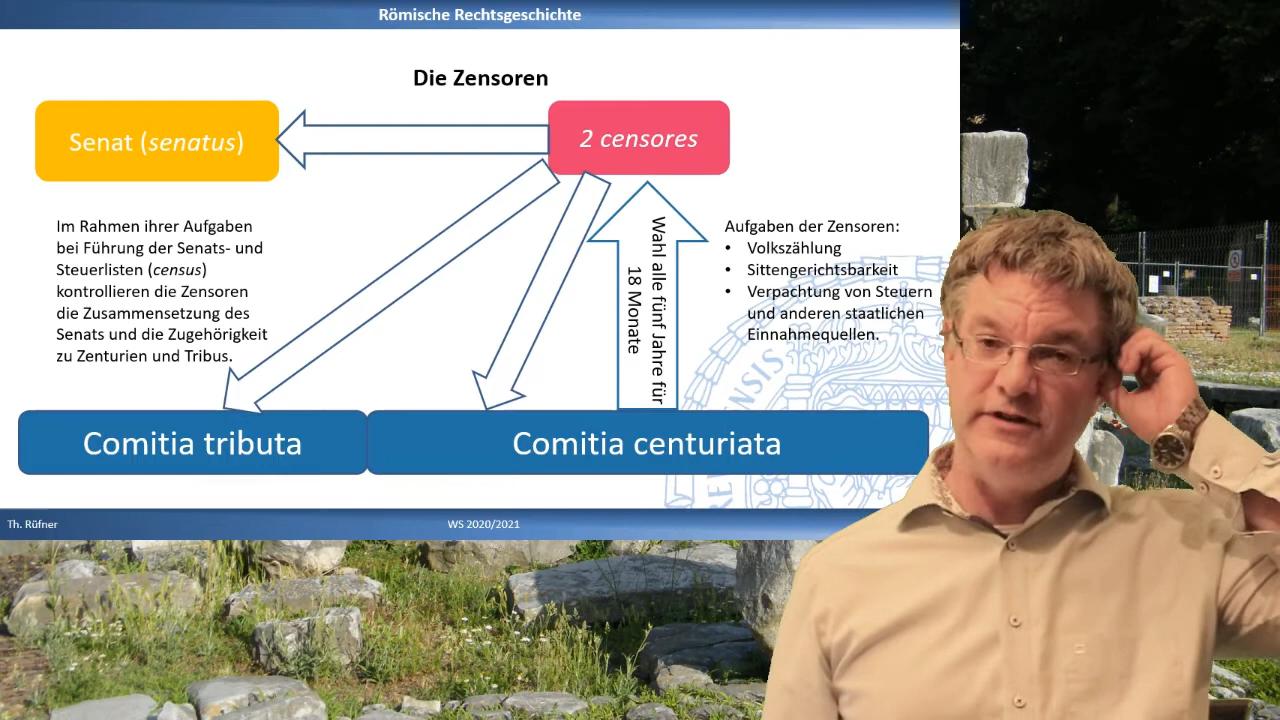 Römische Rechtsgeschichte
Die Zensoren
Senat (senatus)
2 censores
Im Rahmen ihrer Aufgaben
bei Führung der Senats- und
Steuerlisten (census)
kontrollieren die Zensoren
die Zusammensetzung des
Senats und die Zugehörigkeit
zu Zenturien und Tribus.
Wahl alle fünf Jahre für
18 Monate
Aufgaben der Zensoren:
• Volkszählung
• Sittengerichtsbarkeit
• Verpachtung von Steuern
und anderen staatlichen
Einnahmequellen.
ENSIS
Comitia tributa
Comitia centuriata
Th. Rüfner
WS 2020/2021